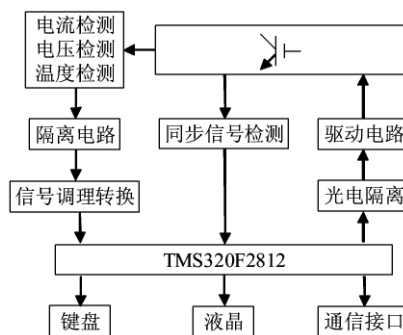 电流检测
电压检测
温度检测
隔离电路
同步信号检测
驱动电路
信号调理转换
光电隔离
TMS320F2812
键盘
液晶
通信接口